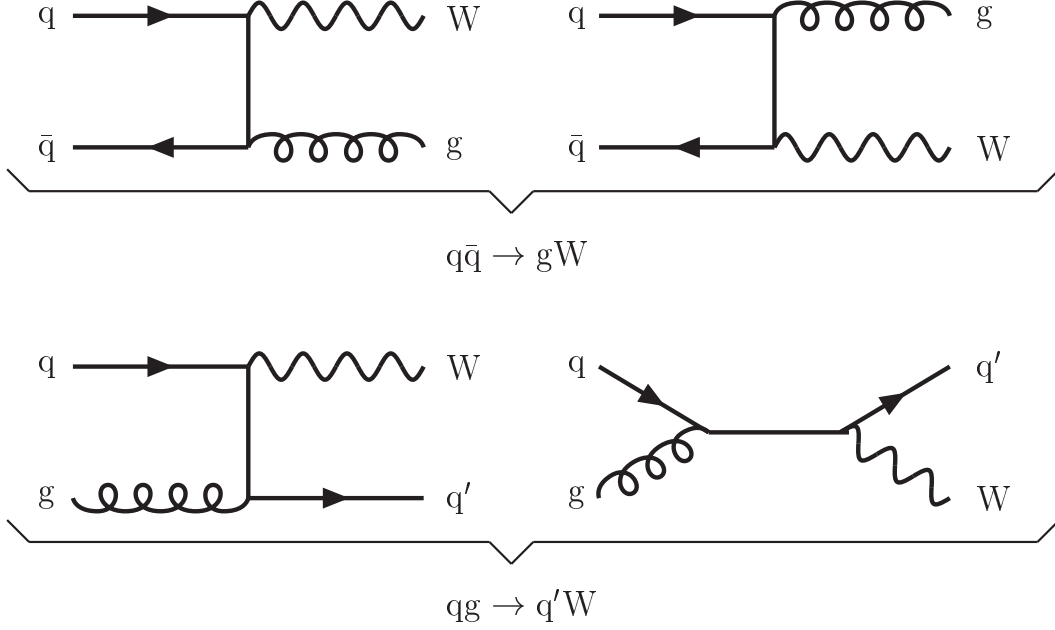 q W q g
q̄ g q̄ W
qq̄ → gW
q W q q′
g q′ g W
qg → q′W